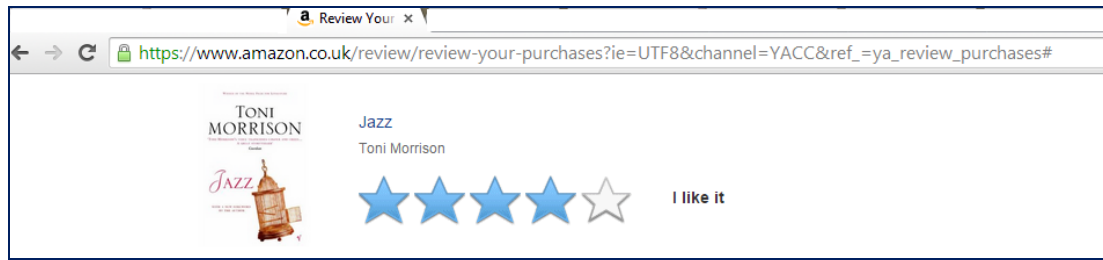 Review Your
https://www.amazon.co.uk/review/review-your-purchases?ie=UTF8&channel=YACC&ref_=ya_review_purchases#
TONI
MORRISON
JAZZ
Jazz
Toni Morrison
I like it